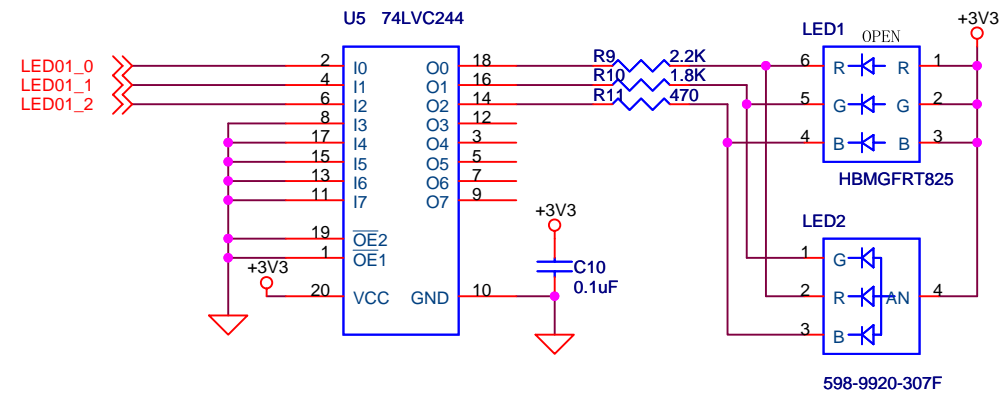 U5 74LVC244
LED1
OPEN
+3V3
LED01_0
LED01_1
LED01_2
2 I0 O0 18 R9 2.2K 6 R R 1
4 I1 O1 16 R10 1.8K
6 I2 O2 14 R11 470 5 G G 2
8 I3 O3 12
17 I4 O4 3 4 B B 3
15 I5 O5 5
13 I6 O6 7 HBMGFRT825
11 I7 O7 9
+3V3
LED2
19 OE2
1 OE1 1 G
+3V3
C10
0.1uF
20 VCC GND 10 2 R AN 4
3 B
598-9920-307F